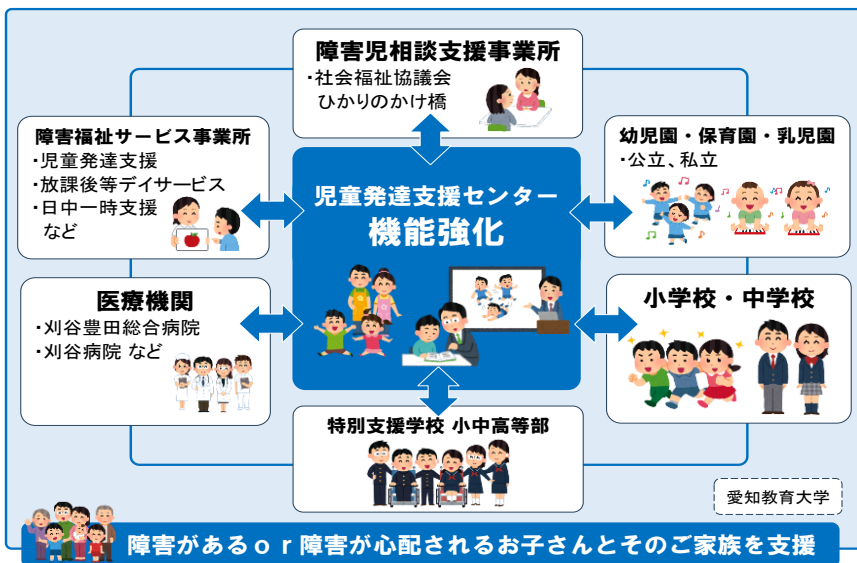 障害児相談支援事業所
・社会福祉協議会
ひかりのかけ橋
障害福祉サービス事業所
・児童発達支援
・放課後等デイサービス
・日中一時支援
など
幼児園・保育園・乳児園
・公立、私立
児童発達支援センター
機能強化
医療機関
・刈谷豊田総合病院
・刈谷病院 など
小学校・中学校
特別支援学校 小中高等部
愛知教育大学
障害があるor障害が心配されるお子さんとそのご家族を支援